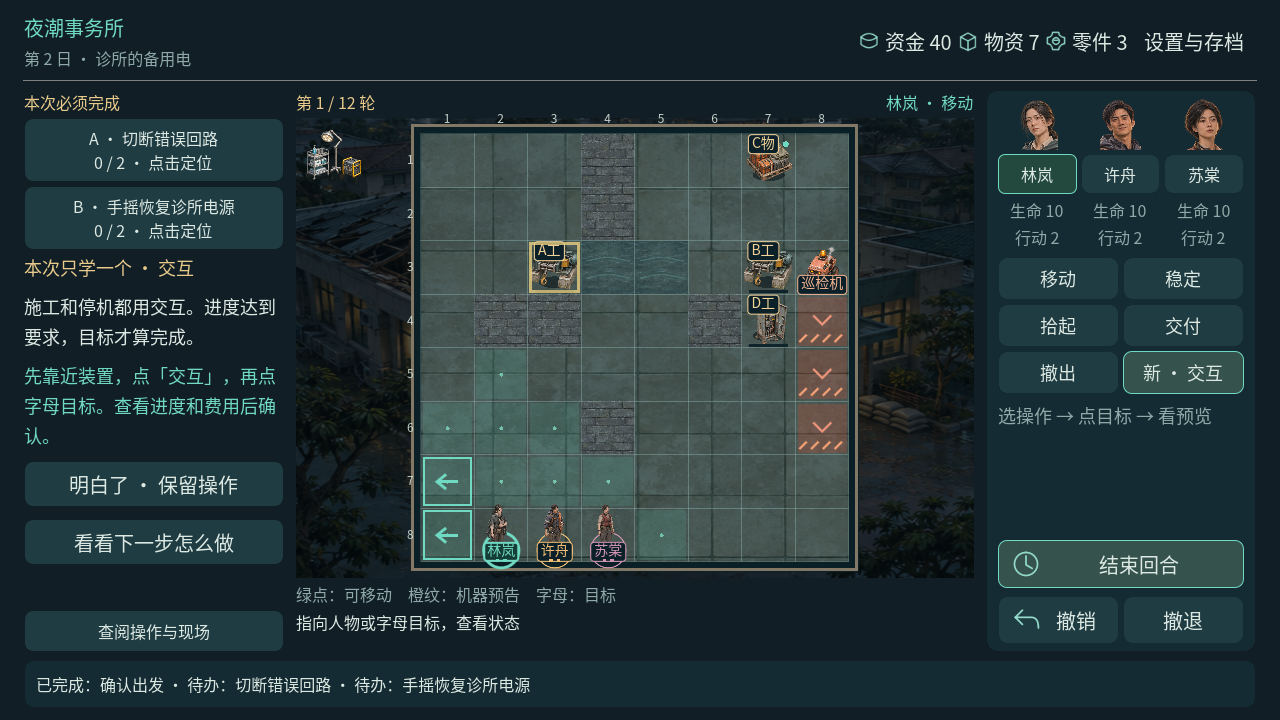 夜潮事务所
第 2 日 · 诊所的备用电
资金 40 物资 7 零件 3 设置与存档
本次必须完成
A · 切断错误回路
0 / 2 · 点击定位
B · 手摇恢复诊所电源
0 / 2 · 点击定位
本次只学一个 · 交互
施工和停机都用交互。进度达到
要求，目标才算完成。
先靠近装置，点「交互」，再点
字母目标。查看进度和费用后确
认。
明白了 · 保留操作
看看下一步怎么做
查阅操作与现场
第 1 / 12 轮
林岚 · 移动
1 2 3 4 5 6 7 8
1
2
3
4
5
6
7
8
C物
A工
B工
巡检机
D工
林岚 许舟 苏棠
绿点：可移动 橙纹：机器预告 字母：目标
指向人物或字母目标，查看状态
林岚 许舟 苏棠
生命 10 生命 10 生命 10
行动 2 行动 2 行动 2
移动 稳定
拾起 交付
撤出 新 · 交互
选操作 → 点目标 → 看预览
结束回合
撤销 撤退
已完成：确认出发 · 待办：切断错误回路 · 待办：手摇恢复诊所电源